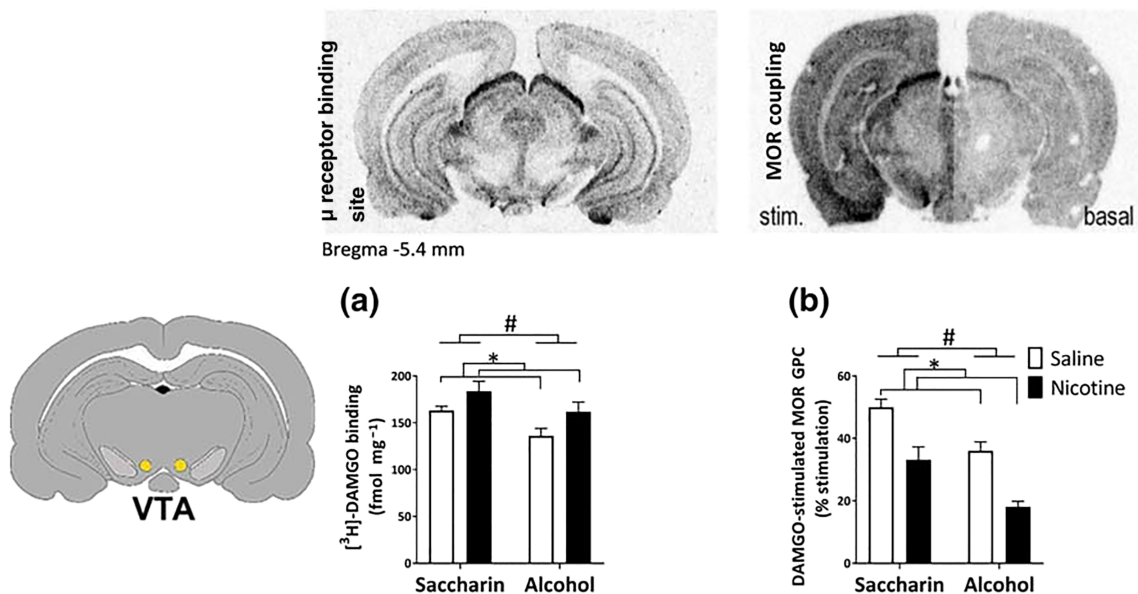 μ receptor binding
site
MOR coupling
stim.
basal
Bregma -5.4 mm
(a)
(b)
#
*
#
*
Saline
Nicotine
[³H]-DAMGO binding
(fmol mg⁻¹)
200
150
100
50
0
Saccharin
Alcohol
DAMGO-stimulated MOR GPC
(% stimulation)
60
40
20
0
Saccharin
Alcohol
VTA